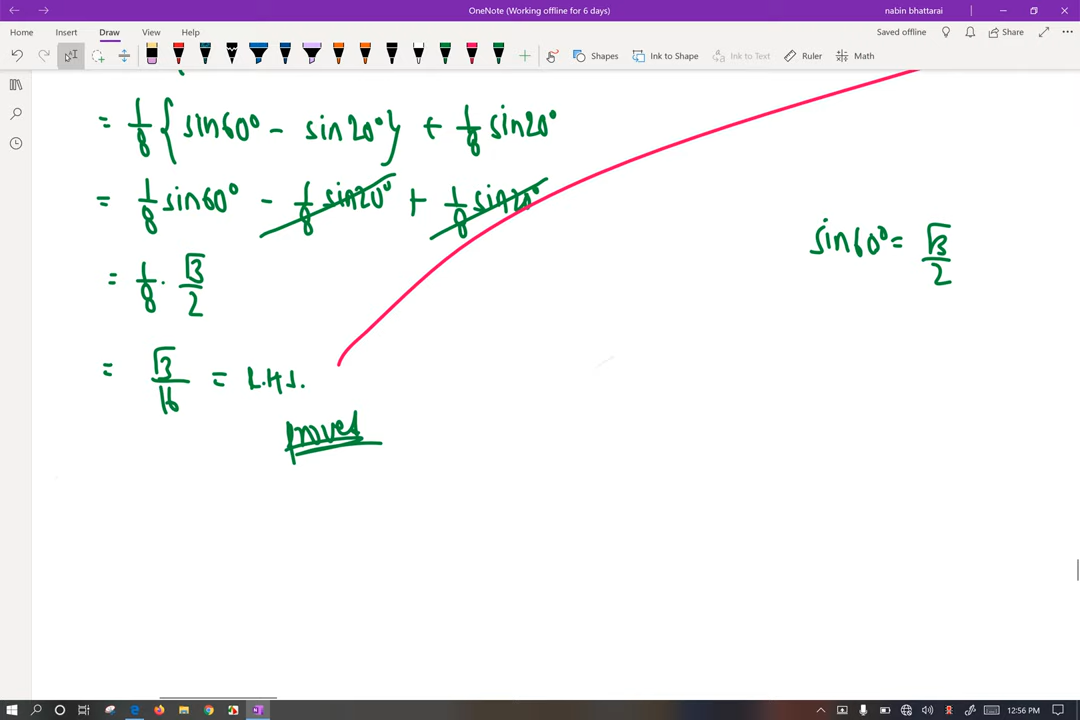 OneNote (Working offline for 6 days)
nabin bhattarai
Home Insert Draw View Help
Saved offline Share
Shapes Ink to Shape Ink to Text Ruler Math
= 1/8 { sin60° - sin20° } + 1/8 sin20°
= 1/8 sin60° - 1/8 sin20° + 1/8 sin20°
sin60° = √3/2
= 1/8 · √3/2
= √3/16 = L.H.S.
proved
12:56 PM